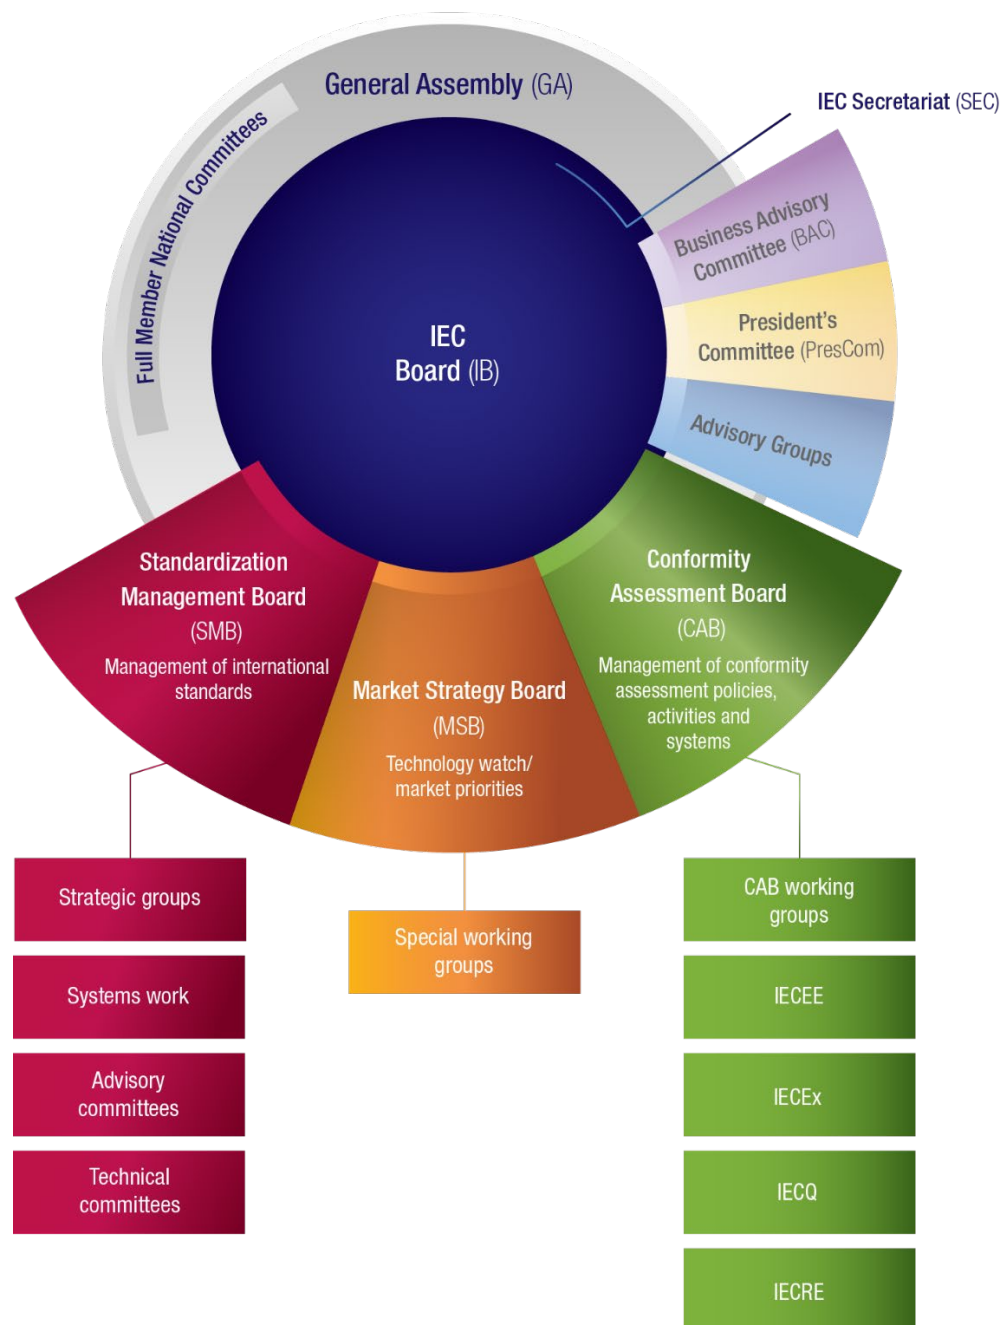 General Assembly (GA)
IEC Secretariat (SEC)
Full Member National Committees
Business Advisory
Committee (BAC)
President's
Committee (PresCom)
Advisory Groups
IEC
Board (IB)
Standardization
Management Board
(SMB)
Management of international
standards
Market Strategy Board
(MSB)
Technology watch/
market priorities
Conformity
Assessment Board
(CAB)
Management of conformity
assessment policies,
activities and
systems
Strategic groups
Systems work
Advisory
committees
Technical
committees
Special working
groups
CAB working
groups
IECEE
IECEx
IECQ
IECRE